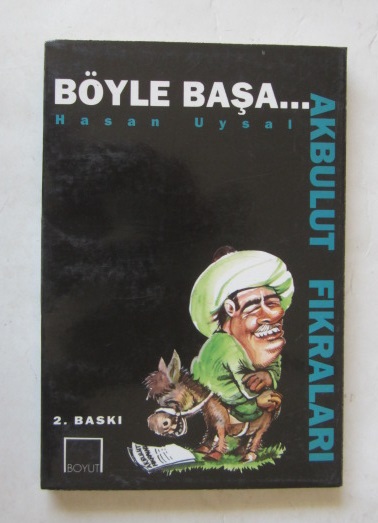 BÖYLE BAŞA...
Hasan Uysal
AKBULUT FIKRALARI
2. BASKI
BOYUT